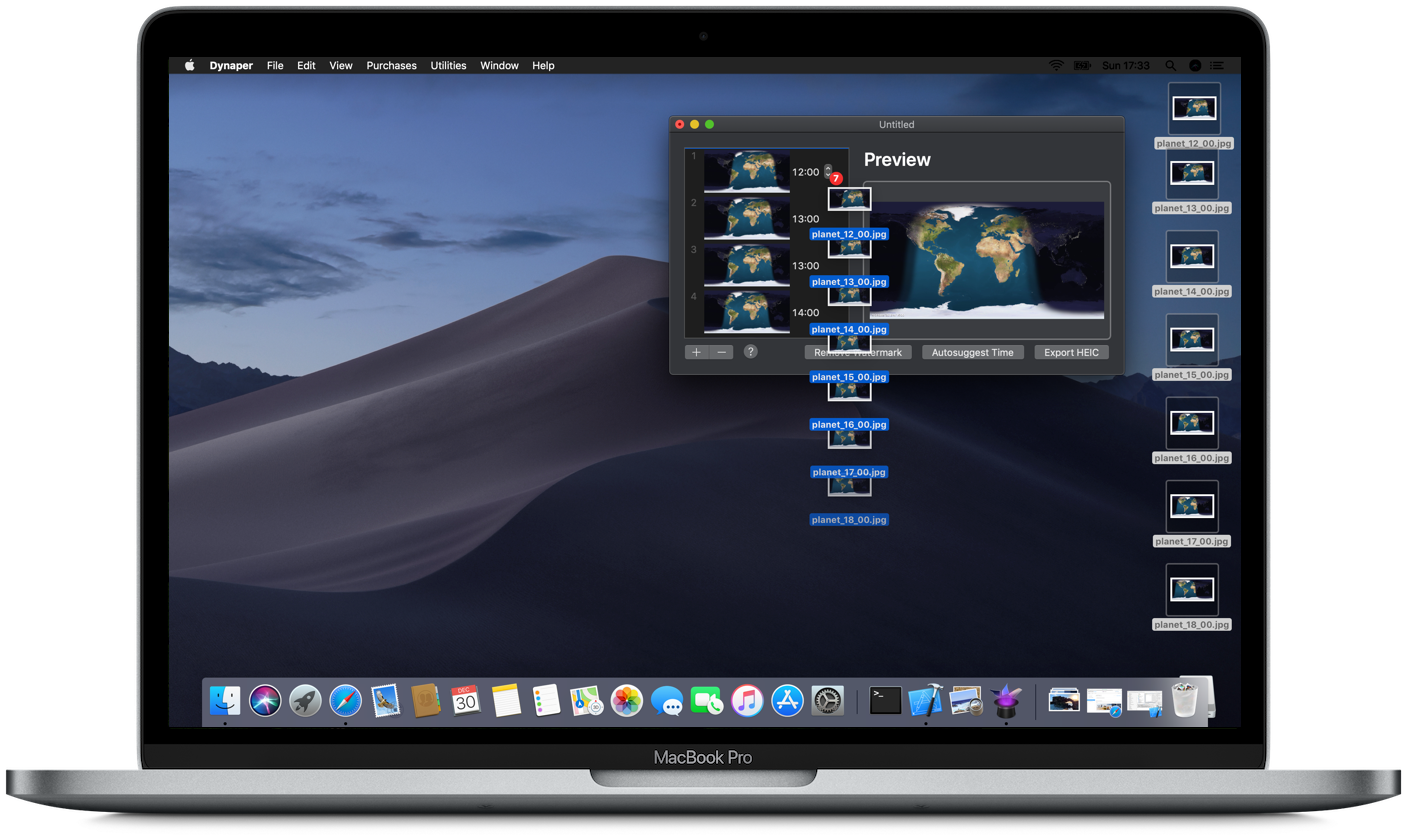 Dynaper File Edit View Purchases Utilities Window Help
Sun 17:33
Untitled
1
12:00
7
2
13:00
3
13:00
4
14:00
Preview
planet_12_00.jpg
planet_13_00.jpg
planet_14_00.jpg
planet_15_00.jpg
planet_16_00.jpg
planet_17_00.jpg
planet_18_00.jpg
+ − ?
Remove Watermark
Autosuggest Time
Export HEIC
planet_12_00.jpg
planet_13_00.jpg
planet_14_00.jpg
planet_15_00.jpg
planet_16_00.jpg
planet_17_00.jpg
planet_18_00.jpg
DEC
30
MacBook Pro